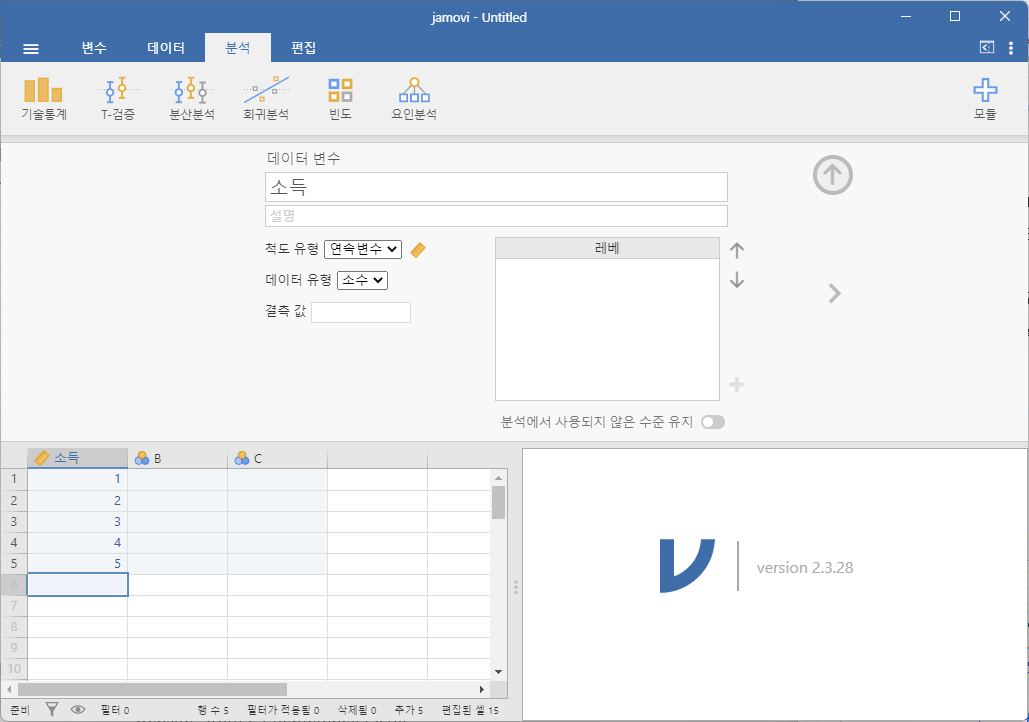 jamovi - Untitled
변수 데이터 분석 편집
기술통계 T-검증 분산분석 회귀분석 빈도 요인분석 모듈
데이터 변수
소득
설명
척도 유형 연속변수 레베
데이터 유형 소수
결측 값
분석에서 사용되지 않은 수준 유지
소득 B C
1 1
2 2
3 3
4 4
5 5
6
7
8
9
10
version 2.3.28
준비 필터 0 행 수 5 필터가 적용됨 0 삭제됨 0 추가 5 편집된 셀 15